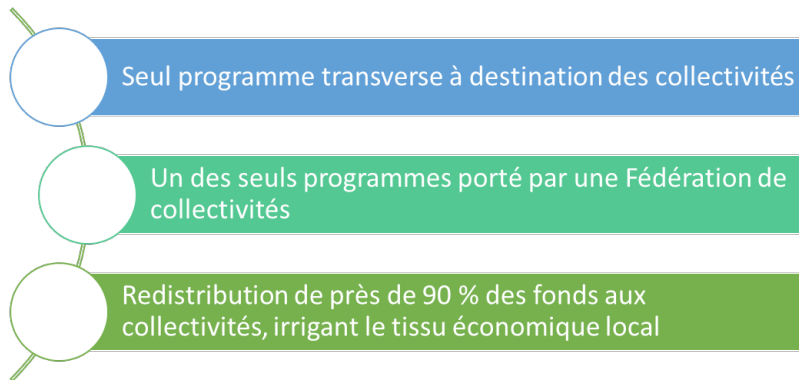 Seul programme transverse à destination des collectivités
Un des seuls programmes porté par une Fédération de
collectivités
Redistribution de près de 90 % des fonds aux
collectivités, irrigant le tissu économique local